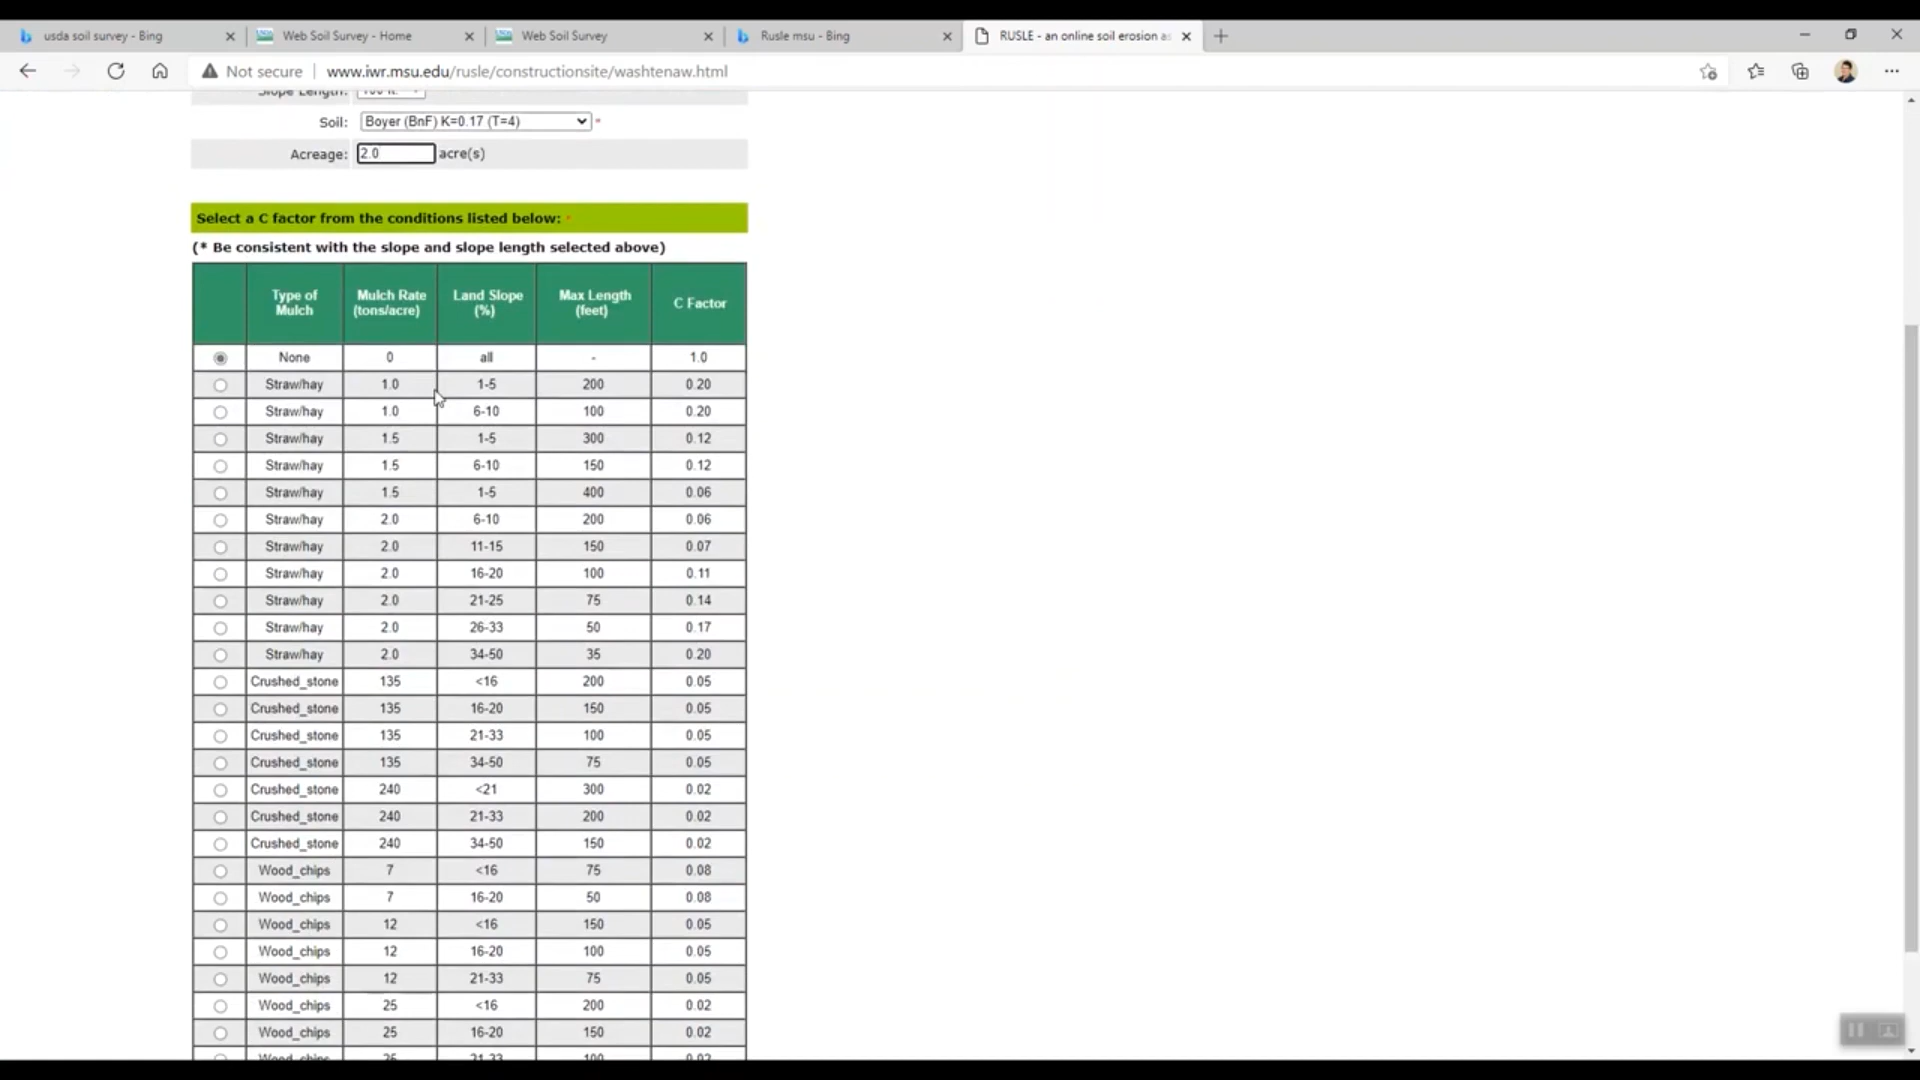 usda soil survey - Bing
Web Soil Survey - Home
Web Soil Survey
Rusle msu - Bing
RUSLE - an online soil erosion as
Not secure | www.iwr.msu.edu/rusle/constructionsite/washtenaw.html
Slope Length: 100 ft.
Soil: Boyer (BnF) K=0.17 (T=4) *
Acreage: 2.0 acre(s)
Select a C factor from the conditions listed below: *
(* Be consistent with the slope and slope length selected above)
Type of Mulch Mulch Rate (tons/acre) Land Slope (%) Max Length (feet) C Factor
None 0 all - 1.0
Straw/hay 1.0 1-5 200 0.20
Straw/hay 1.0 6-10 100 0.20
Straw/hay 1.5 1-5 300 0.12
Straw/hay 1.5 6-10 150 0.12
Straw/hay 1.5 1-5 400 0.06
Straw/hay 2.0 6-10 200 0.06
Straw/hay 2.0 11-15 150 0.07
Straw/hay 2.0 16-20 100 0.11
Straw/hay 2.0 21-25 75 0.14
Straw/hay 2.0 26-33 50 0.17
Straw/hay 2.0 34-50 35 0.20
Crushed_stone 135 <16 200 0.05
Crushed_stone 135 16-20 150 0.05
Crushed_stone 135 21-33 100 0.05
Crushed_stone 135 34-50 75 0.05
Crushed_stone 240 <21 300 0.02
Crushed_stone 240 21-33 200 0.02
Crushed_stone 240 34-50 150 0.02
Wood_chips 7 <16 75 0.08
Wood_chips 7 16-20 50 0.08
Wood_chips 12 <16 150 0.05
Wood_chips 12 16-20 100 0.05
Wood_chips 12 21-33 75 0.05
Wood_chips 25 <16 200 0.02
Wood_chips 25 16-20 150 0.02
Wood_chips 25 21-33 100 0.02